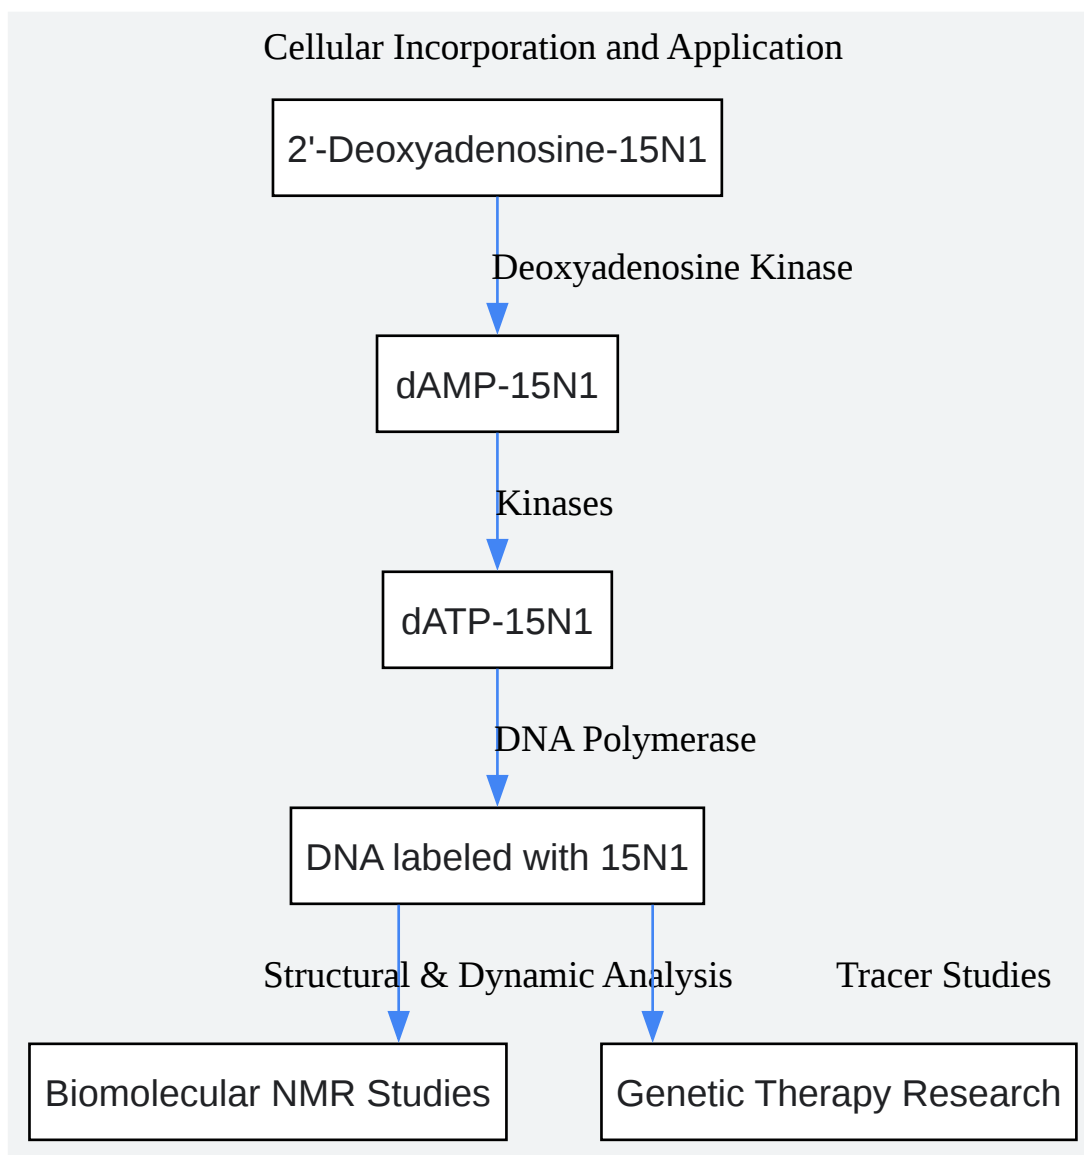 Cellular Incorporation and Application
2'-Deoxyadenosine-15N1
Deoxyadenosine Kinase
dAMP-15N1
Kinases
dATP-15N1
DNA Polymerase
DNA labeled with 15N1
Structural & Dynamic Analysis
Tracer Studies
Biomolecular NMR Studies
Genetic Therapy Research